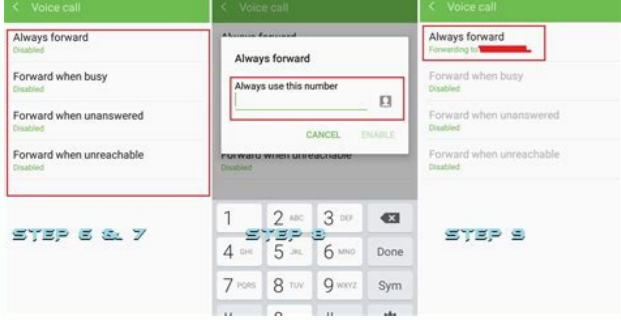 Voice call
Always forward
Disabled
Forward when busy
Disabled
Forward when unanswered
Disabled
Forward when unreachable
Disabled
STEP 6 & 7
Voice call
Always forward
Always forward
Always use this number
CANCEL ENABLE
Forward when unreachable
Disabled
1 2 ABC 3 DEF
4 GHI 5 JKL 6 MNO Done
7 PQRS 8 TUV 9 WXYZ Sym
STEP 8
Voice call
Always forward
Forwarding to
Forward when busy
Disabled
Forward when unanswered
Disabled
Forward when unreachable
Disabled
STEP 9